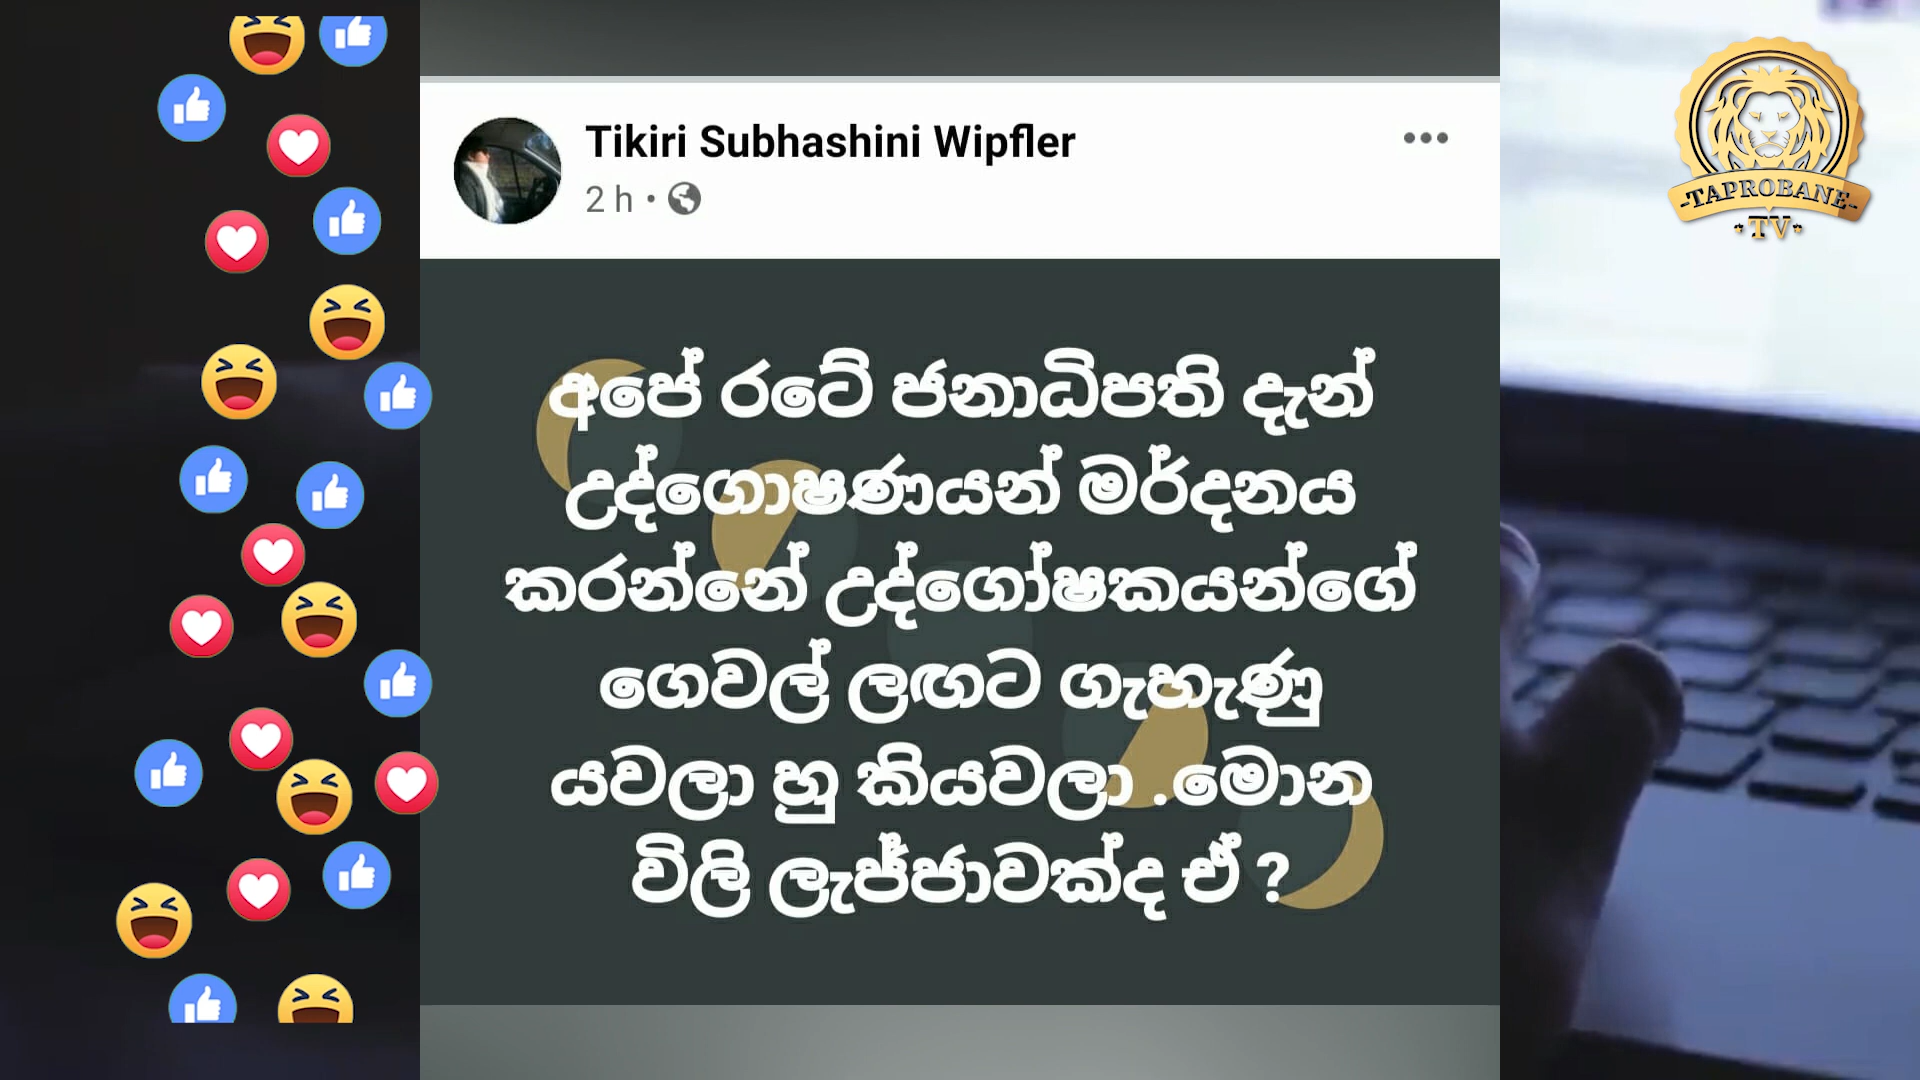 Tikiri Subhashini Wipfler
2 h •
අපේ රටේ ජනාධිපති දැන්
උද්ගොෂණයන් මර්දනය
කරන්නේ උද්ගෝෂකයන්ගේ
ගෙවල් ලඟට ගැහැණු
යවලා හු කියවලා .මොන
විලි ලැජ්ජාවක්ද ඒ ?
-TAPROBANE-
TV